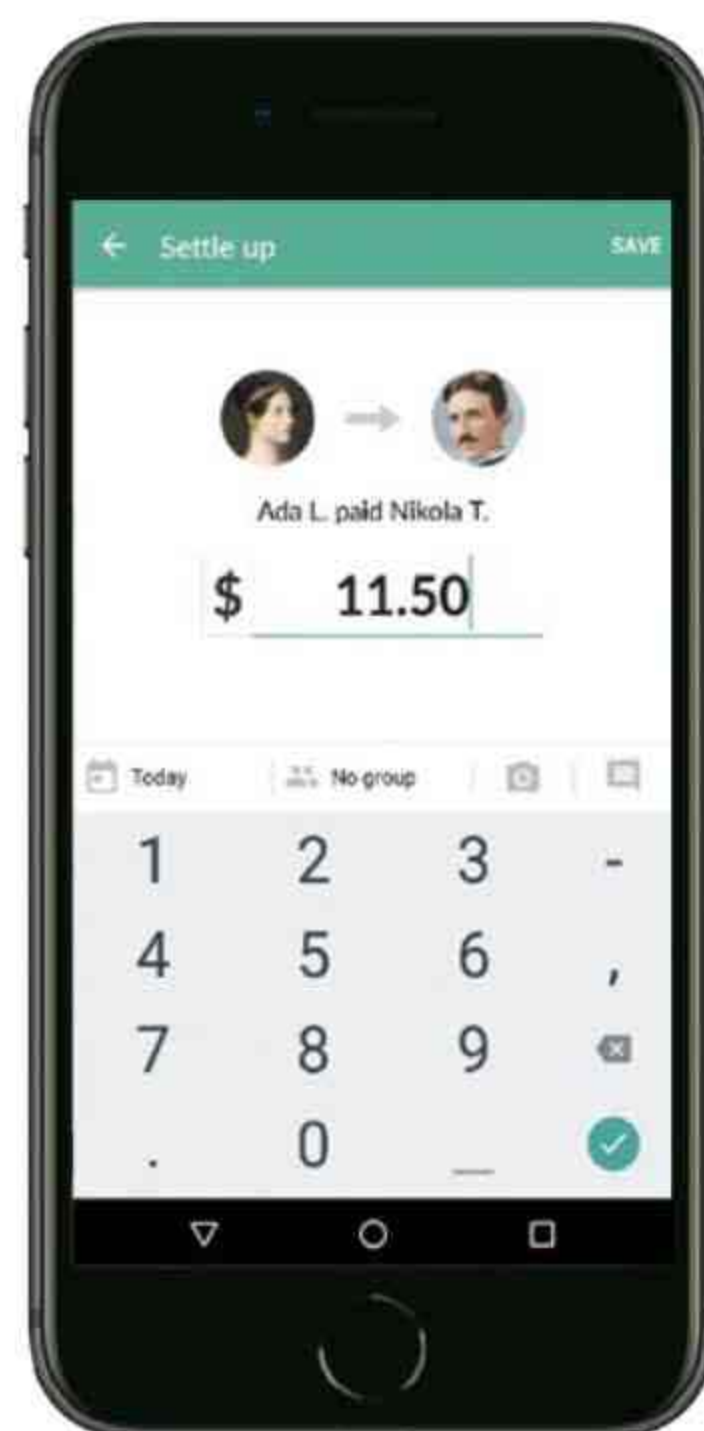 Settle up
SAVE
Ada L. paid Nikola T.
$ 11.50
Today
No group
1 2 3 -
4 5 6 ,
7 8 9
. 0 _